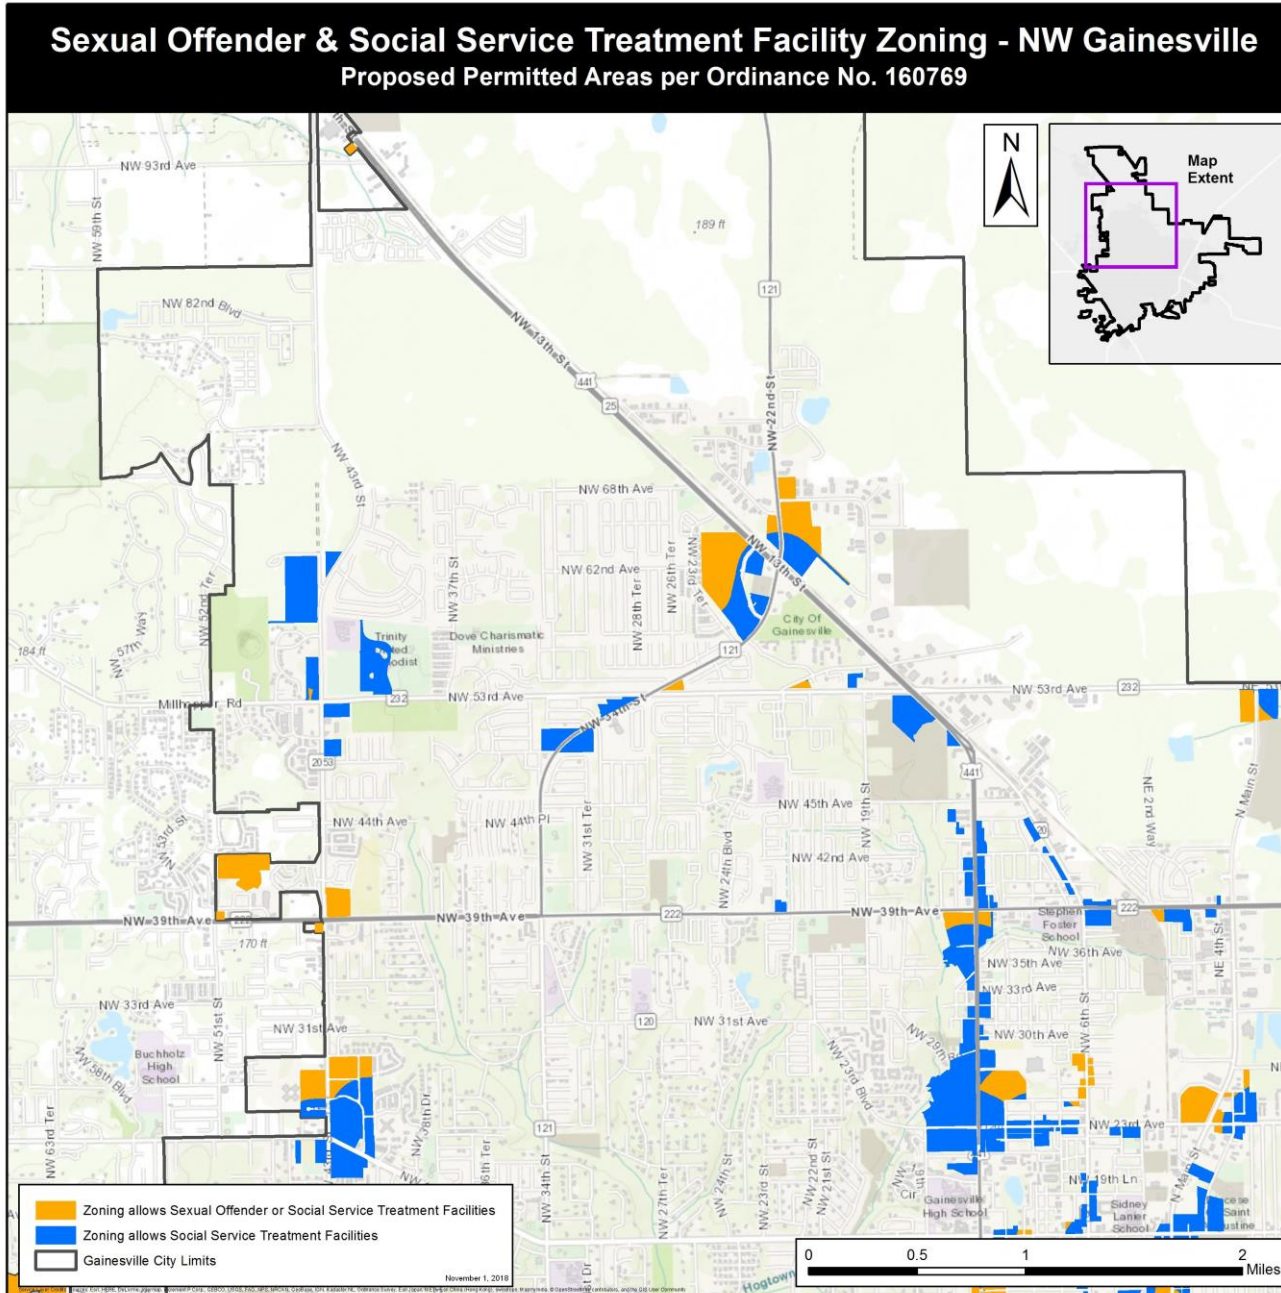 Sexual Offender & Social Service Treatment Facility Zoning - NW Gainesville
Proposed Permitted Areas per Ordinance No. 160769
N
Map
Extent
NW 93rd Ave
NW 59th St
189 ft
121
NW 82nd Blvd
NW 13th St
441
25
NW 22nd St
NW 43rd St
NW 68th Ave
NW 62nd Ave
NW 37th St
NW 28th Ter
NW 26th Ter
NW 23rd Ter
NW 13th St
NW 52nd Ter
NW 57th Way
184 ft
Trinity
Dove Charismatic
Ministries
City Of
Gainesville
121
232
NW 53rd Ave
NW 34th St
NW 53rd Ave
232
Millhopper Rd
2053
441
NW 45th Ave
NW 19th St
NE 2nd Way
N Main St
NW 53rd St
NW 44th Ave
NW 44th Pl
NW 31st Ter
NW 24th Blvd
NW 42nd Ave
20
NW 39th Ave
222
NW 39th Ave
222
NW 39th Ave
222
Stephen
Foster
School
170 ft
NW 36th Ave
NW 35th Ave
NE 4th St
NW 33rd Ave
NW 51st St
NW 33rd Ave
NW 31st Ave
120
NW 31st Ave
NW 30th Ave
NW 6th St
NW 29th
Buchholz
High
School
NW 58th Blvd
NW 23rd Blvd
NW 63rd Ter
NW 38th Dr
121
NW 23rd Ave
NW 34th St
NW 27th Ter
NW 24th St
NW 23rd St
NW 22nd St
NW 21st St
Cir
NW 19th Ln
N Main St
Gainesville
High School
Sidney
Lanier
School
Saint
Zoning allows Sexual Offender or Social Service Treatment Facilities
Zoning allows Social Service Treatment Facilities
Gainesville City Limits
November 1, 2018
Hogtown
0 0.5 1 2
Miles